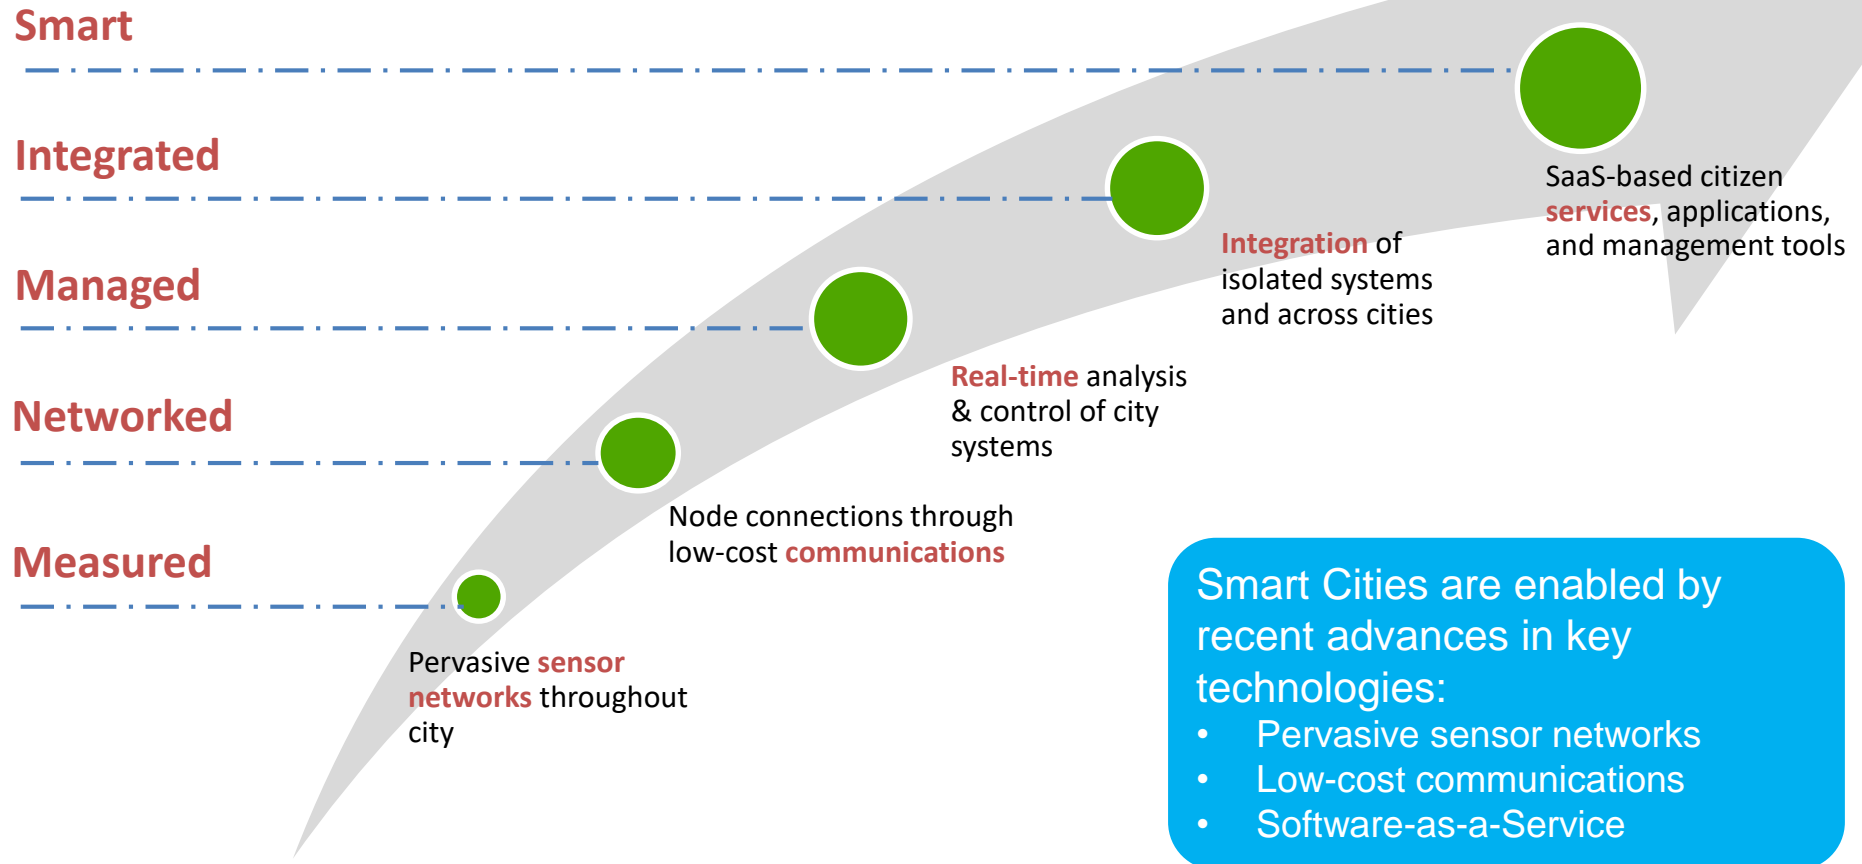 Smart
SaaS-based citizen
services, applications,
and management tools
Integrated
Integration of
isolated systems
and across cities
Managed
Real-time analysis
& control of city
systems
Networked
Node connections through
low-cost communications
Measured
Pervasive sensor
networks throughout
city
Smart Cities are enabled by
recent advances in key
technologies:
• Pervasive sensor networks
• Low-cost communications
• Software-as-a-Service